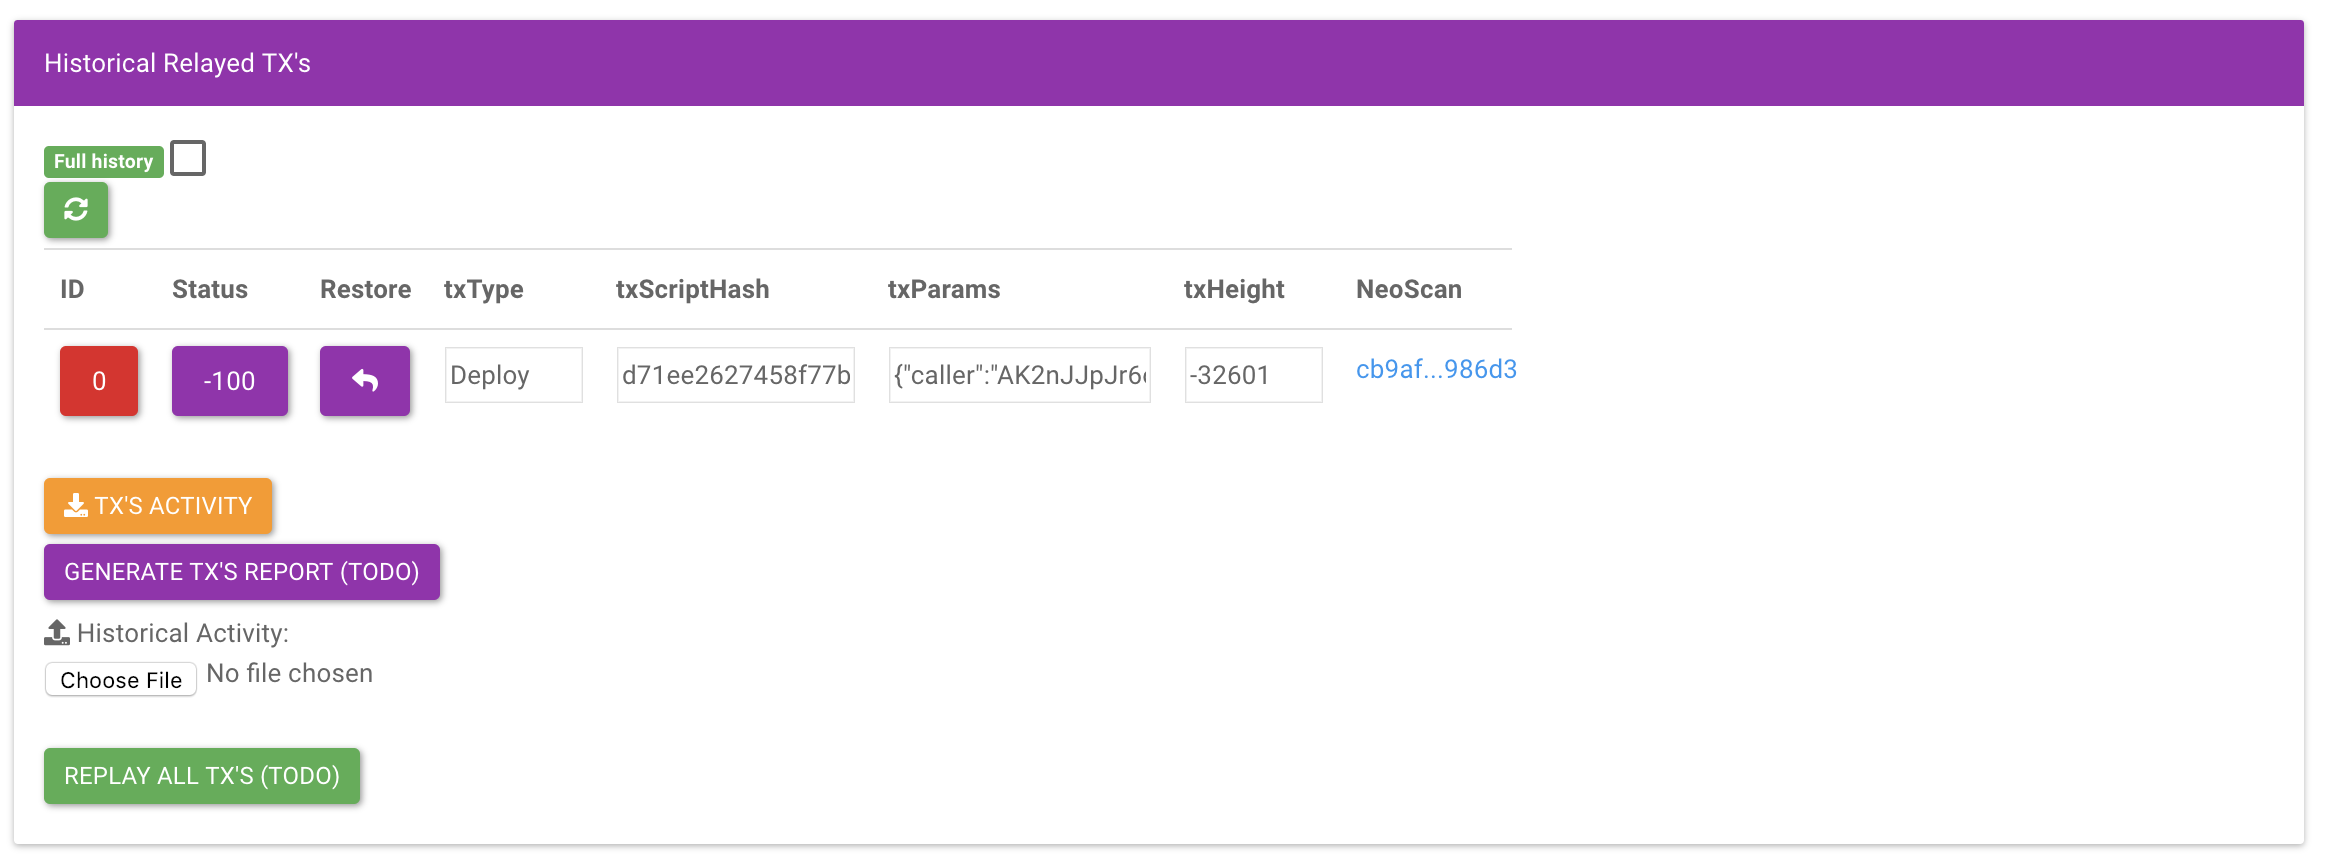 Historical Relayed TX's
Full history
ID Status Restore txType txScriptHash txParams txHeight NeoScan
0 -100 Deploy d71ee2627458f77b {"caller":"AK2nJJpJr6 -32601 cb9af...986d3
TX'S ACTIVITY
GENERATE TX'S REPORT (TODO)
Historical Activity:
Choose File No file chosen
REPLAY ALL TX'S (TODO)